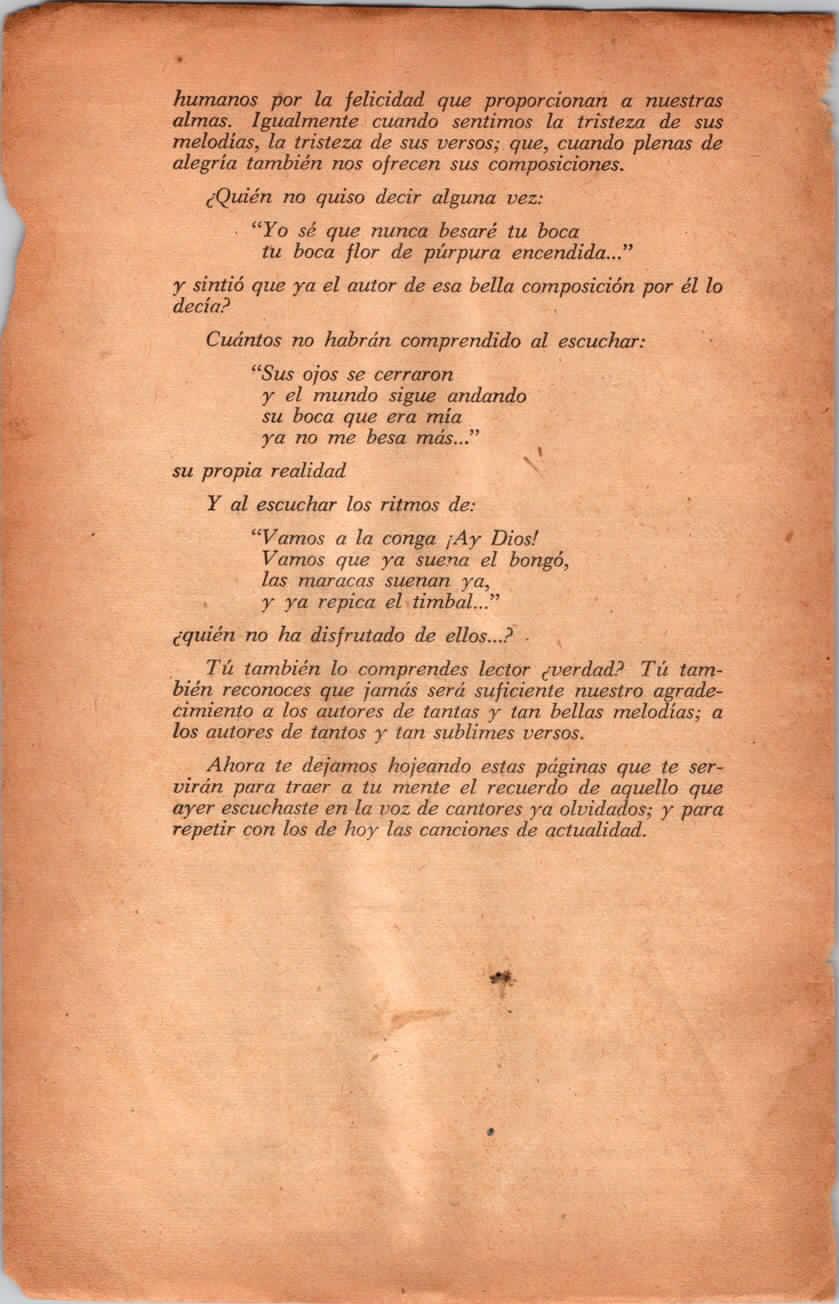 humanos por la felicidad que proporcionan a nuestras
almas. Igualmente cuando sentimos la tristeza de sus
melodías, la tristeza de sus versos; que, cuando plenas de
alegría también nos ofrecen sus composiciones.
¿Quién no quiso decir alguna vez:
“Yo sé que nunca besaré tu boca
tu boca flor de púrpura encendida...”
y sintió que ya el autor de esa bella composición por él lo
decía?
Cuántos no habrán comprendido al escuchar:
“Sus ojos se cerraron
y el mundo sigue andando
su boca que era mía
ya no me besa más...”
su propia realidad
Y al escuchar los ritmos de:
“Vamos a la conga ¡Ay Dios!
Vamos que ya suena el bongó,
las maracas suenan ya,
y ya repica el timbal...”
¿quién no ha disfrutado de ellos...?
Tú también lo comprendes lector ¿verdad? Tú tam-
bién reconoces que jamás será suficiente nuestro agrade-
cimiento a los autores de tantas y tan bellas melodías; a
los autores de tantos y tan sublimes versos.
Ahora te dejamos hojeando estas páginas que te ser-
virán para traer a tu mente el recuerdo de aquello que
ayer escuchaste en la voz de cantores ya olvidados; y para
repetir con los de hoy las canciones de actualidad.